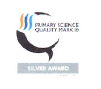 PRIMARY SCIENCE
QUALITY MARK
SILVER AWARD